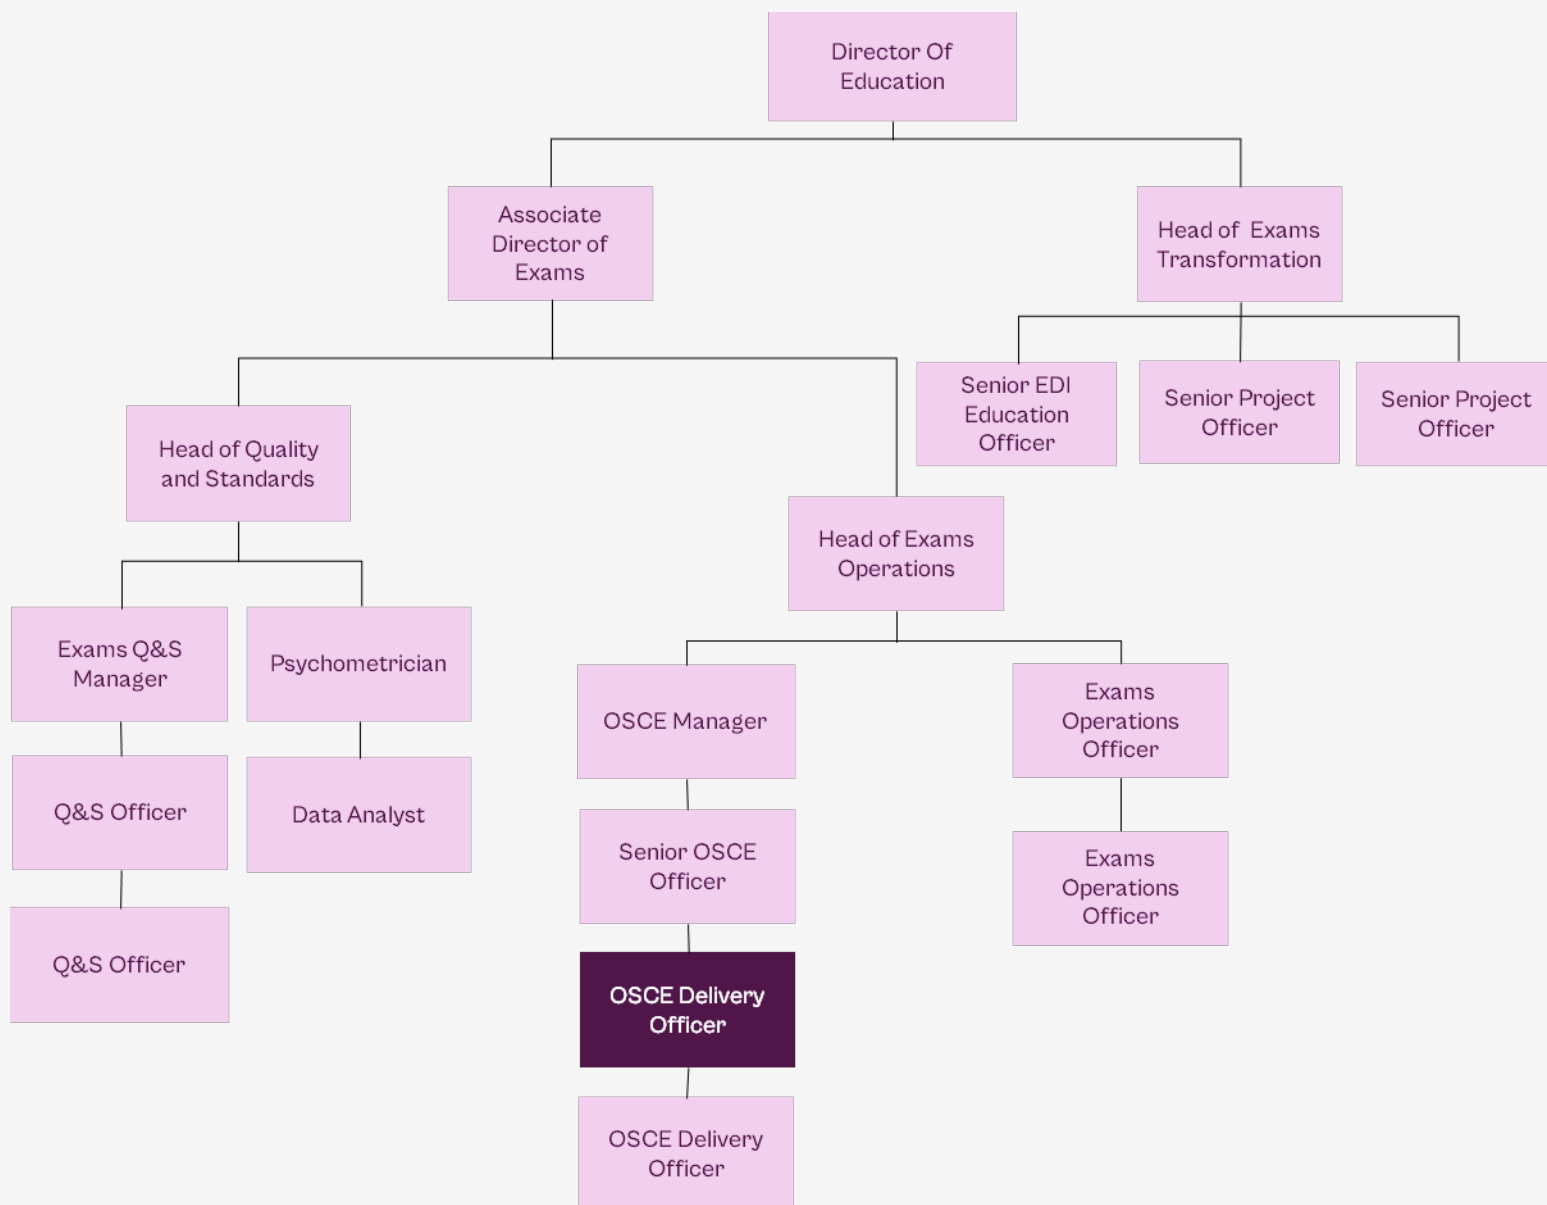 Director Of
Education
Associate
Director of
Exams
Head of Exams
Transformation
Senior EDI
Education
Officer
Senior Project
Officer
Senior Project
Officer
Head of Quality
and Standards
Head of Exams
Operations
Exams Q&S
Manager
Psychometrician
OSCE Manager
Exams
Operations
Officer
Q&S Officer
Data Analyst
Senior OSCE
Officer
Exams
Operations
Officer
Q&S Officer
OSCE Delivery
Officer
OSCE Delivery
Officer